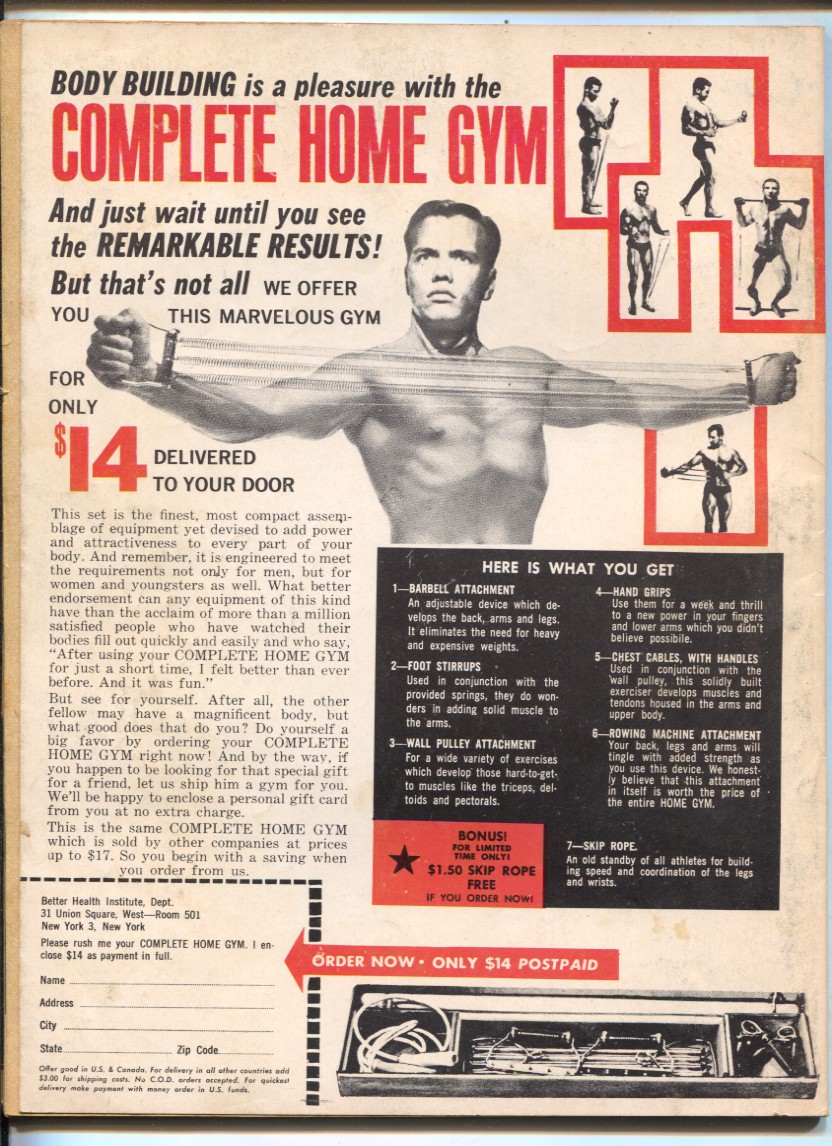 BODY BUILDING is a pleasure with the
COMPLETE HOME GYM
And just wait until you see
the REMARKABLE RESULTS!
But that's not all WE OFFER
YOU THIS MARVELOUS GYM
FOR
ONLY
$14 DELIVERED
TO YOUR DOOR
This set is the finest, most compact assem-
blage of equipment yet devised to add power
and attractiveness to every part of your
body. And remember, it is engineered to meet
the requirements not only for men, but for
women and youngsters as well. What better
endorsement can any equipment of this kind
have than the acclaim of more than a million
satisfied people who have watched their
bodies fill out quickly and easily and who say,
"After using your COMPLETE HOME GYM
for just a short time, I felt better than ever
before. And it was fun."
But see for yourself. After all, the other
fellow may have a magnificent body, but
what good does that do you? Do yourself a
big favor by ordering your COMPLETE
HOME GYM right now! And by the way, if
you happen to be looking for that special gift
for a friend, let us ship him a gym for you.
We'll be happy to enclose a personal gift card
from you at no extra charge.
This is the same COMPLETE HOME GYM
which is sold by other companies at prices
up to $17. So you begin with a saving when
you order from us.
HERE IS WHAT YOU GET
1—BARBELL ATTACHMENT
An adjustable device which de-
velops the back, arms and legs.
It eliminates the need for heavy
and expensive weights.
2—FOOT STIRRUPS
Used in conjunction with the
provided springs, they do won-
ders in adding solid muscle to
the arms.
3—WALL PULLEY ATTACHMENT
For a wide variety of exercises
which develop those hard-to-get-
to muscles like the triceps, del-
toids and pectorals.
4—HAND GRIPS
Use them for a week and thrill
to a new power in your fingers
and lower arms which you didn't
believe possibile.
5—CHEST CABLES, WITH HANDLES
Used in conjunction with the
wall pulley, this solidly built
exerciser develops muscles and
tendons housed in the arms and
upper body.
6—ROWING MACHINE ATTACHMENT
Your back, legs and arms will
tingle with added strength as
you use this device. We honest-
ly believe that this attachment
in itself is worth the price of
the entire HOME GYM.
7—SKIP ROPE.
An old standby of all athletes for build-
ing speed and coordination of the legs
and wrists.
BONUS!
FOR LIMITED
TIME ONLY!
$1.50 SKIP ROPE
FREE
IF YOU ORDER NOW!
Better Health Institute, Dept.
31 Union Square, West—Room 501
New York 3, New York
Please rush me your COMPLETE HOME GYM. I en-
close $14 as payment in full.
Name
Address
City
State Zip Code
Offer good in U.S. & Canada. For delivery in all other countries add
$3.00 for shipping costs. No C.O.D. orders accepted. For quickest
delivery make payment with money order in U.S. funds.
ORDER NOW • ONLY $14 POSTPAID